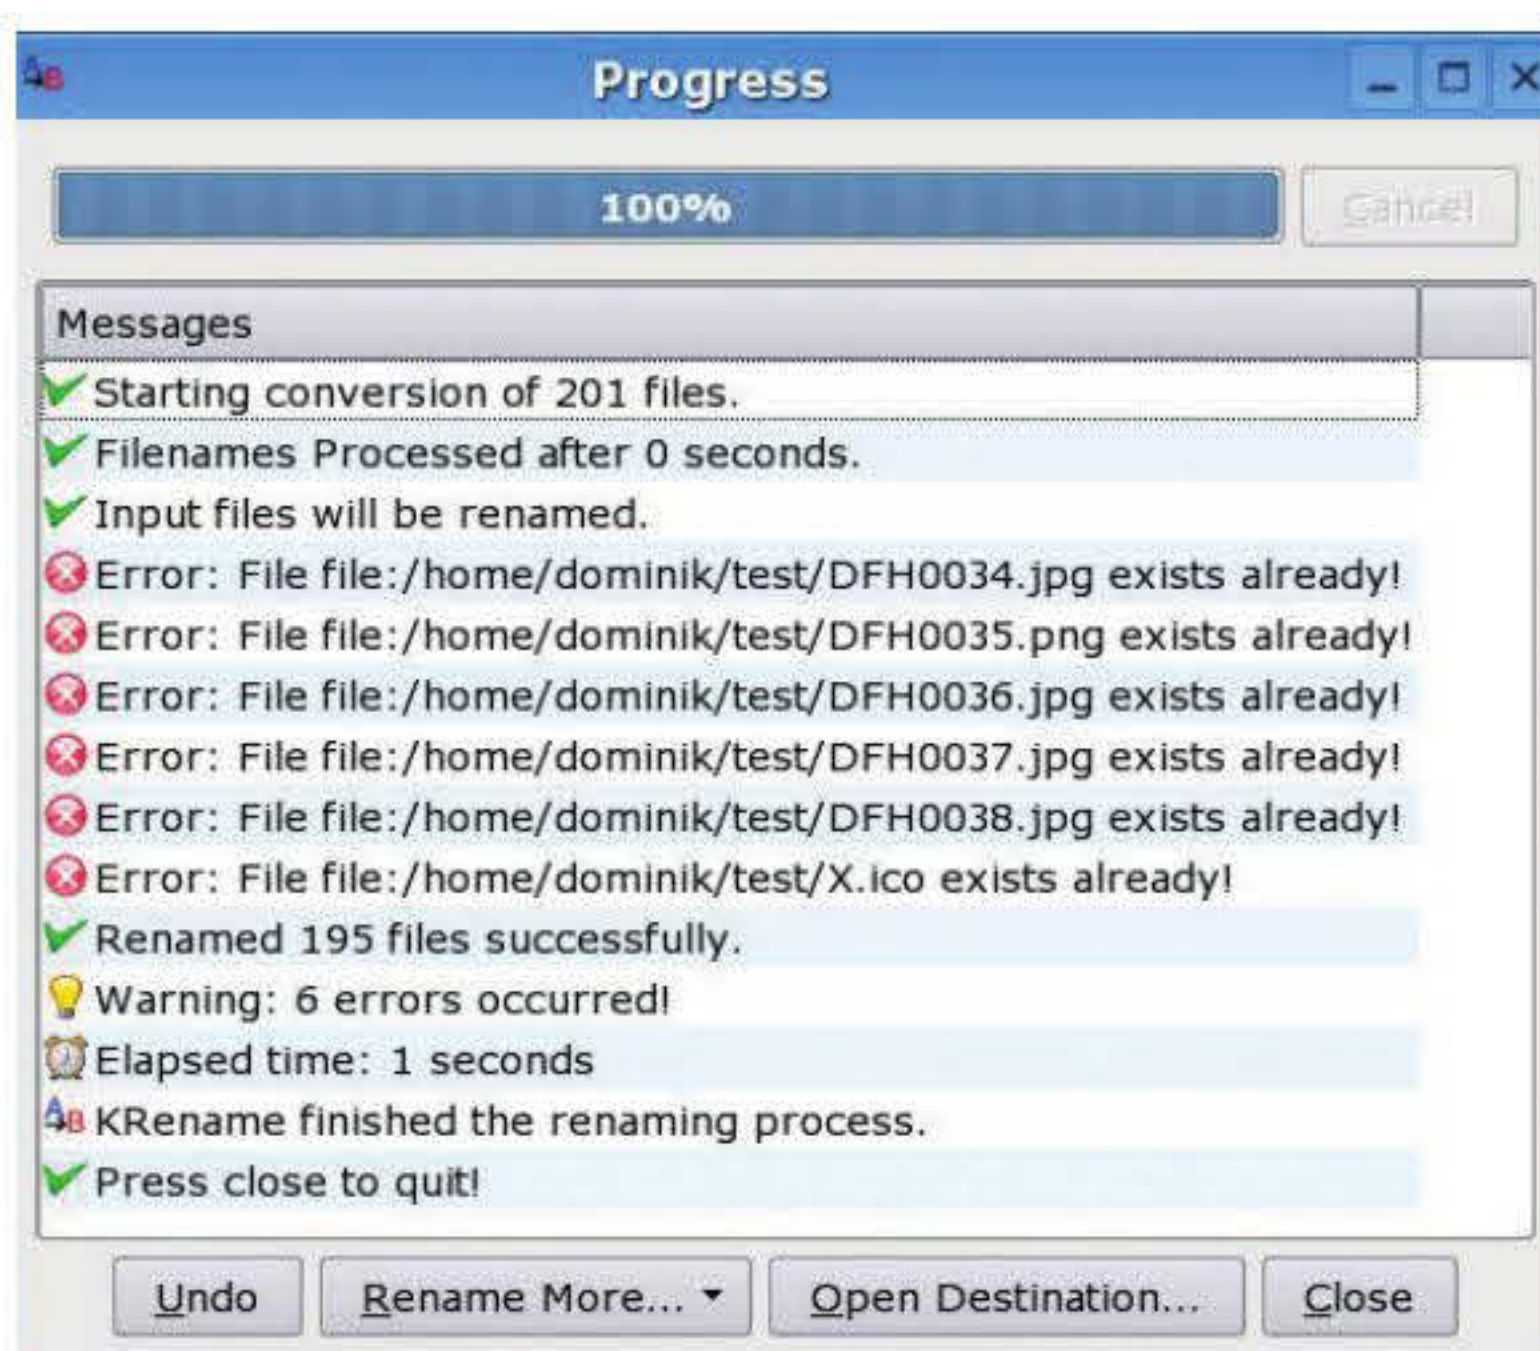 Progress
100%
Cancel
Messages
Starting conversion of 201 files.
Filenames Processed after 0 seconds.
Input files will be renamed.
Error: File file:/home/dominik/test/DFH0034.jpg exists already!
Error: File file:/home/dominik/test/DFH0035.png exists already!
Error: File file:/home/dominik/test/DFH0036.jpg exists already!
Error: File file:/home/dominik/test/DFH0037.jpg exists already!
Error: File file:/home/dominik/test/DFH0038.jpg exists already!
Error: File file:/home/dominik/test/X.ico exists already!
Renamed 195 files successfully.
Warning: 6 errors occurred!
Elapsed time: 1 seconds
KRename finished the renaming process.
Press close to quit!
Undo Rename More... Open Destination... Close